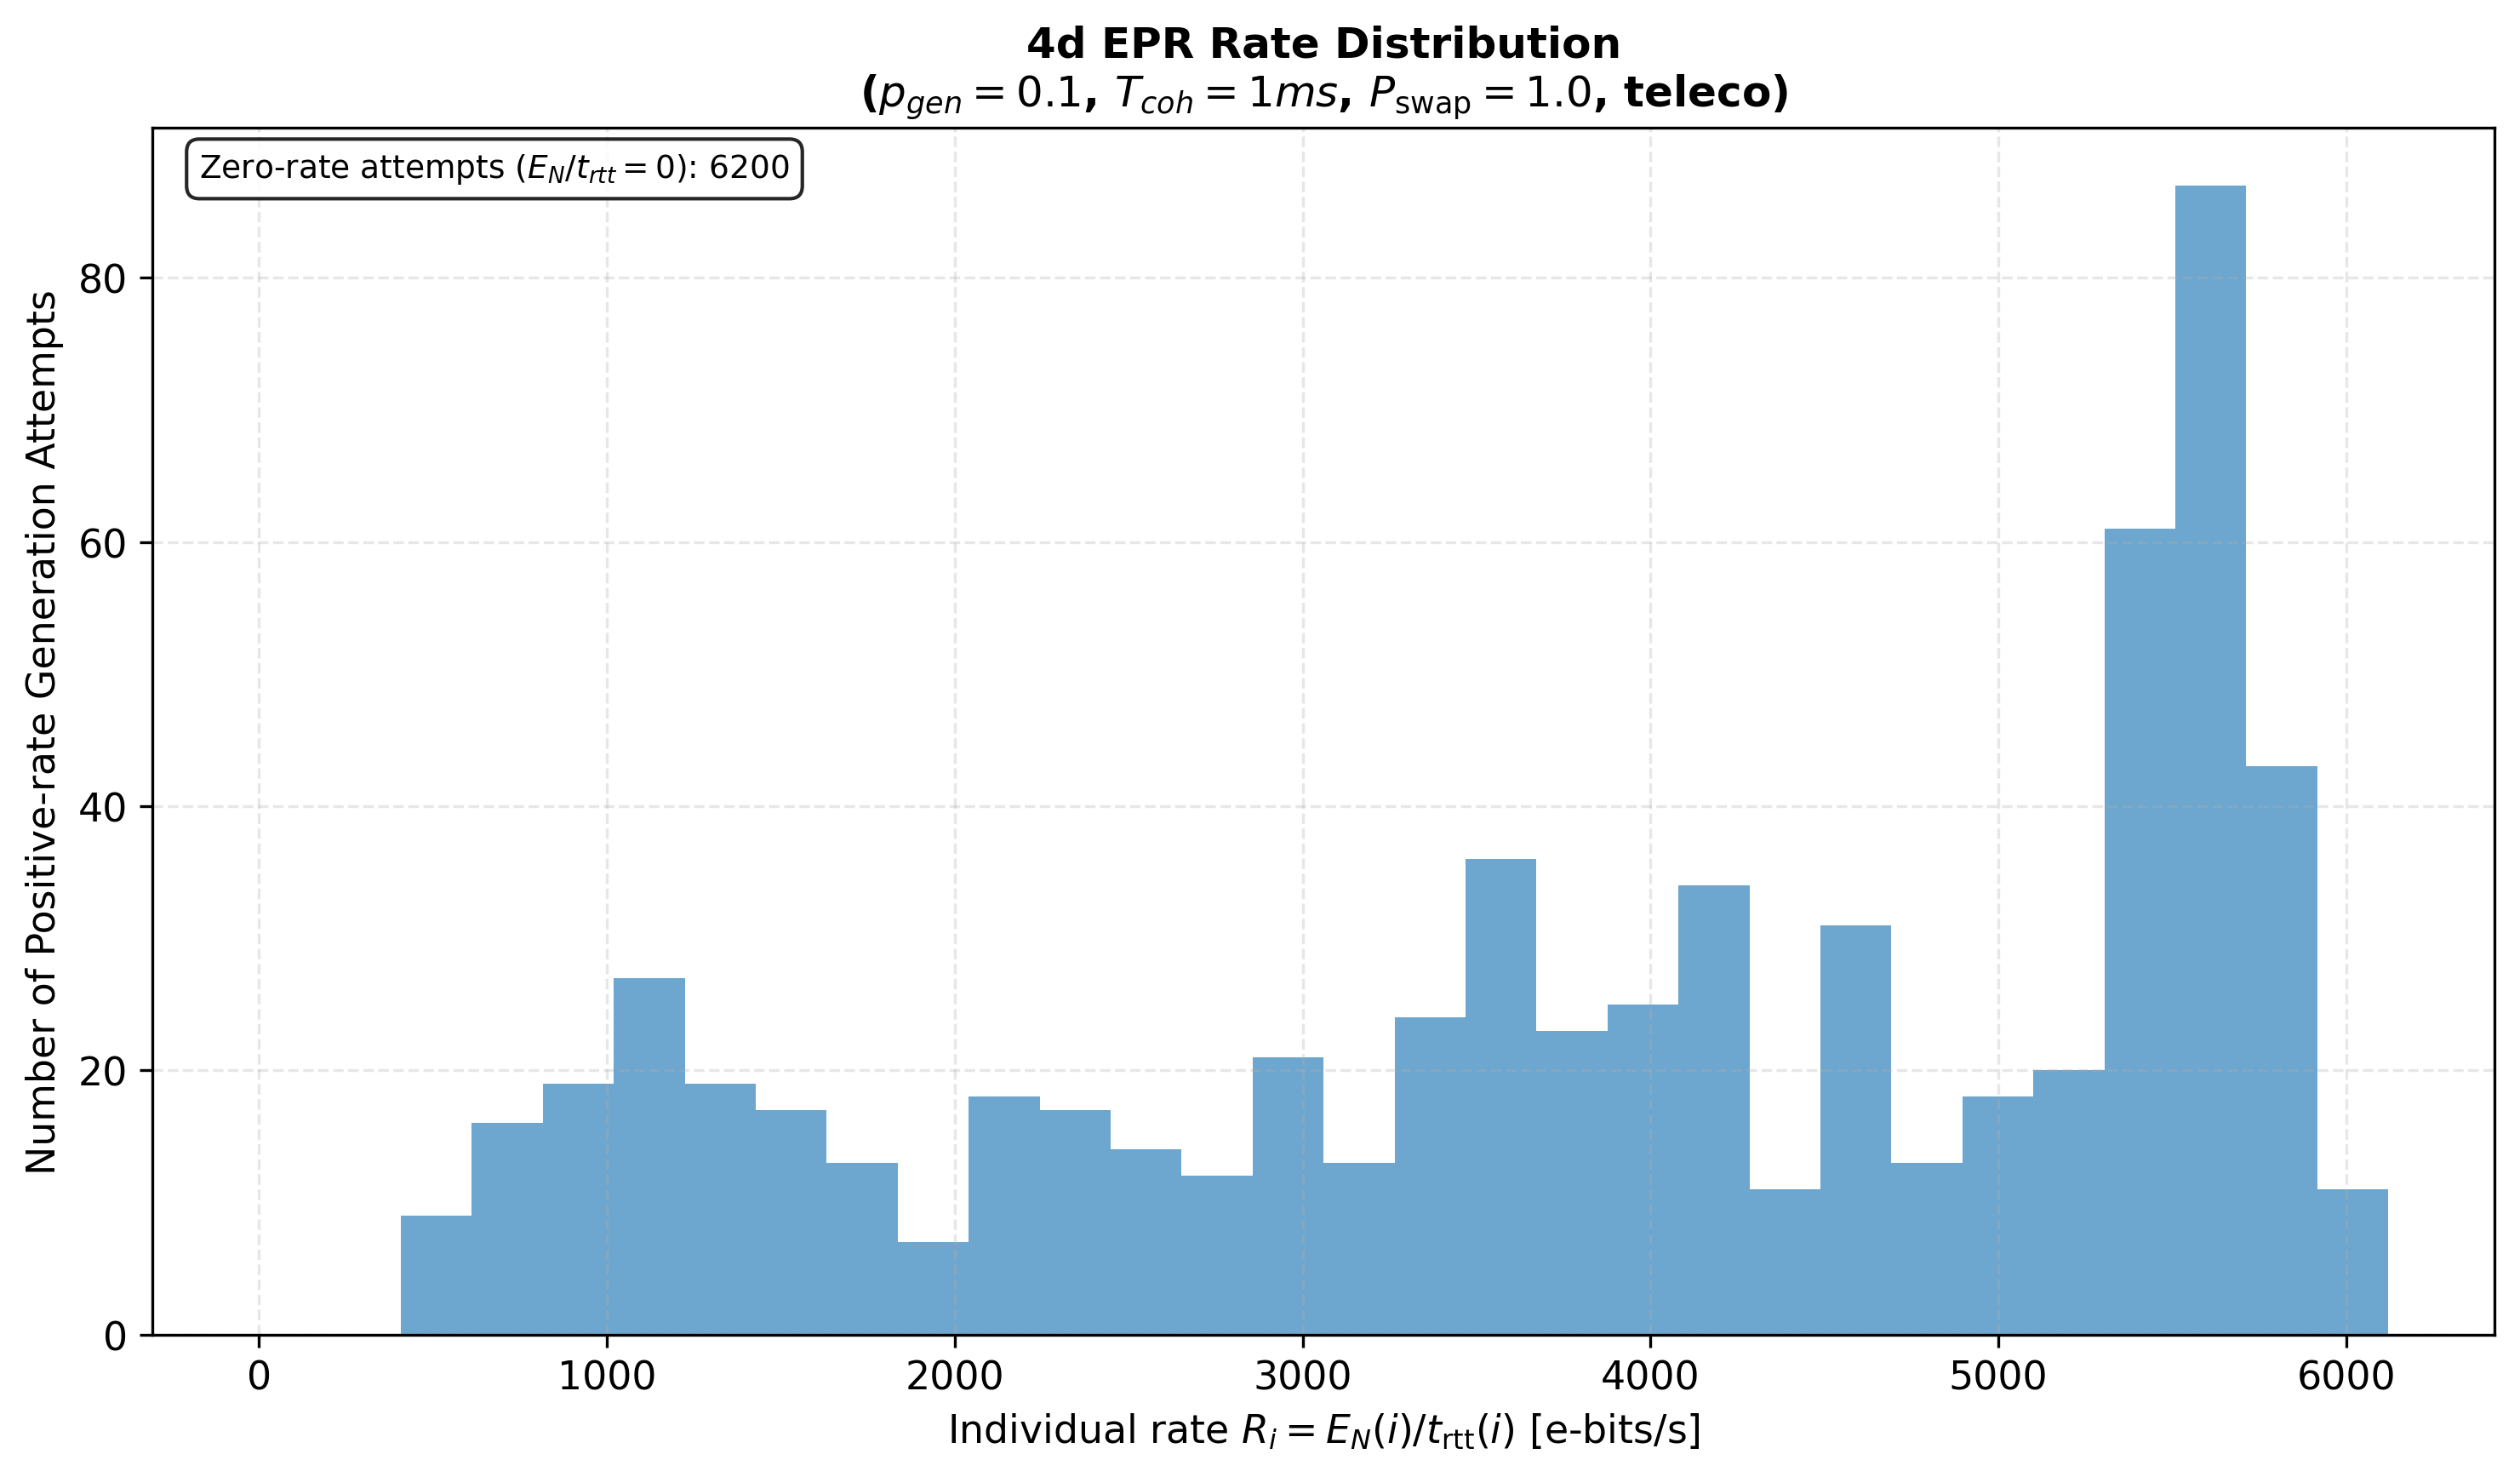 4d EPR Rate Distribution
(p_gen = 0.1, T_coh = 1ms, P_swap = 1.0, teleco)
Zero-rate attempts (E_N/t_rtt = 0): 6200
Number of Positive-rate Generation Attempts
80
60
40
20
0
0 1000 2000 3000 4000 5000 6000
Individual rate R_i = E_N(i)/t_rtt(i) [e-bits/s]